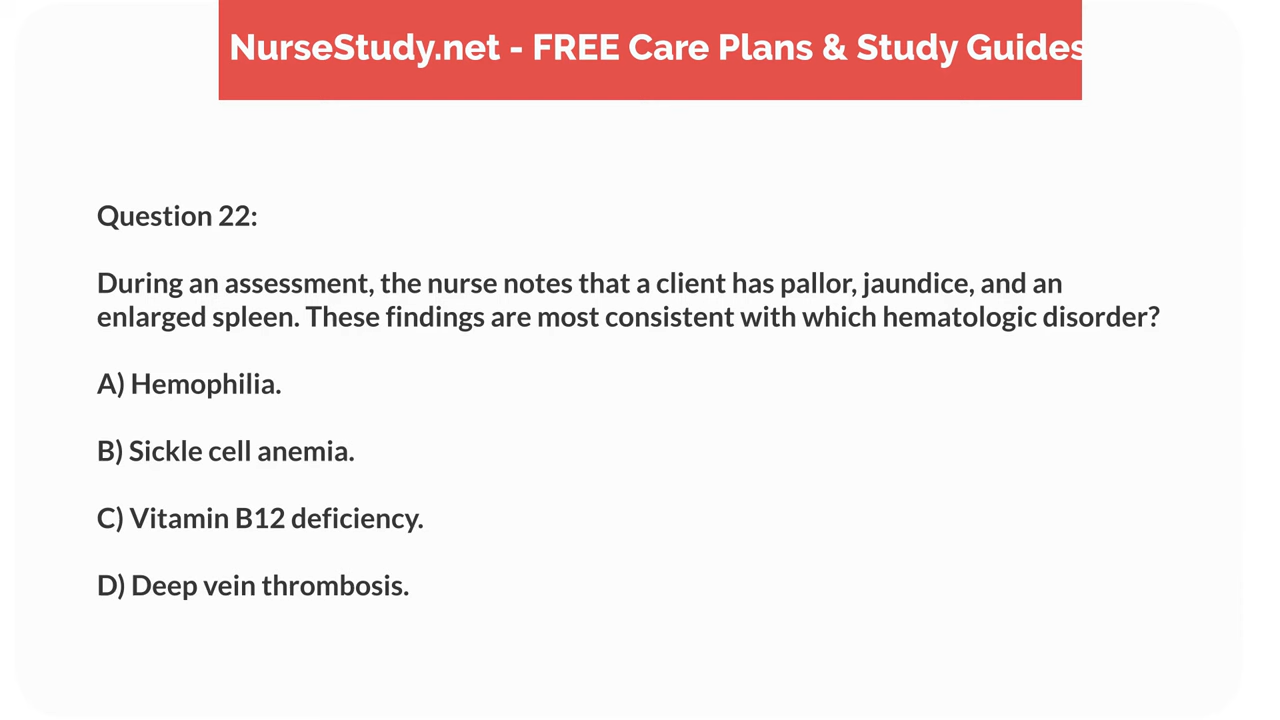 NurseStudy.net - FREE Care Plans & Study Guides
Question 22:
During an assessment, the nurse notes that a client has pallor, jaundice, and an
enlarged spleen. These findings are most consistent with which hematologic disorder?
A) Hemophilia.
B) Sickle cell anemia.
C) Vitamin B12 deficiency.
D) Deep vein thrombosis.